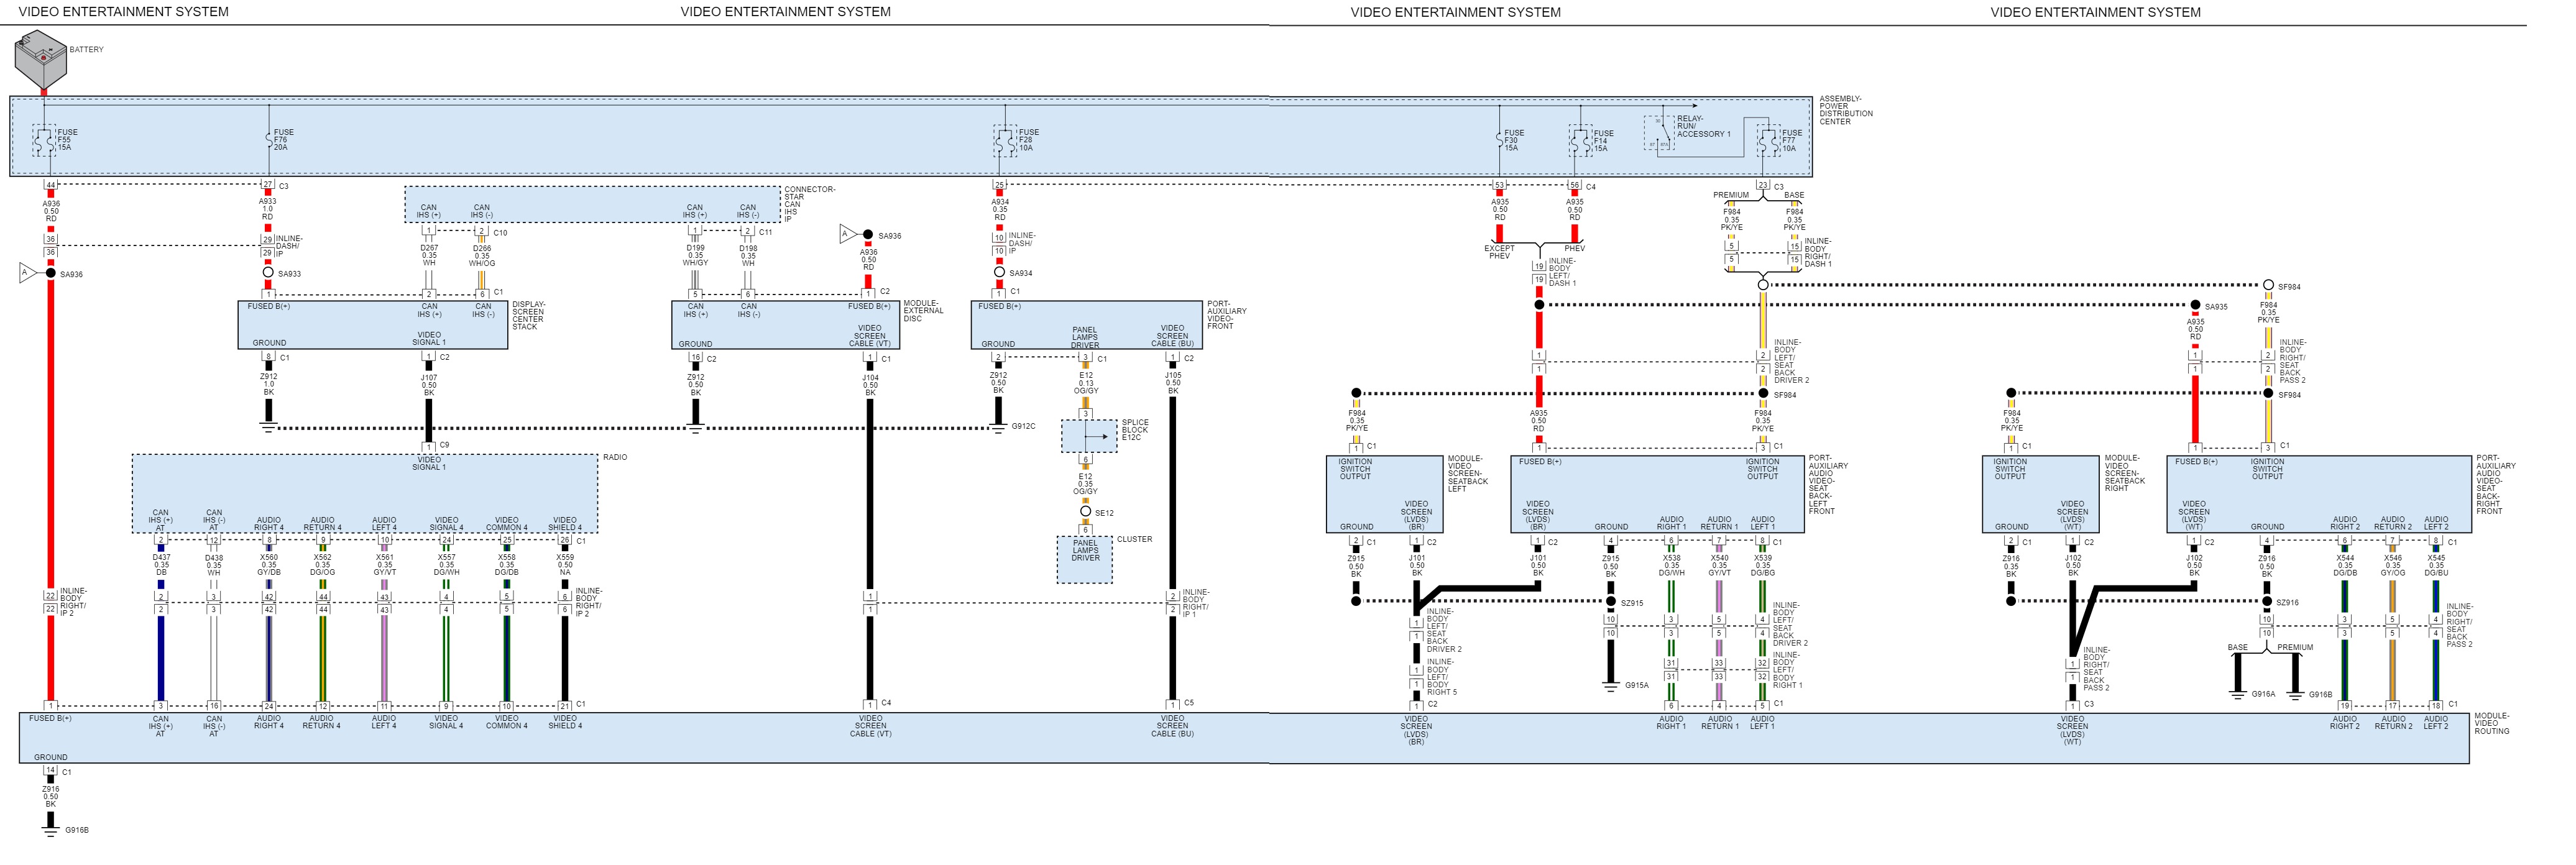 VIDEO ENTERTAINMENT SYSTEM
VIDEO ENTERTAINMENT SYSTEM
VIDEO ENTERTAINMENT SYSTEM
VIDEO ENTERTAINMENT SYSTEM
BATTERY
FUSE
F55
15A
FUSE
F76
20A
FUSE
F28
10A
FUSE
F30
15A
FUSE
F14
15A
RELAY-
RUN/
ACCESSORY 1
30
87
87A
FUSE
F77
10A
ASSEMBLY-
POWER
DISTRIBUTION
CENTER
44
27
C3
25
53
56
C4
23
C3
A936
0.50
RD
36
36
A
SA936
A933
1.0
RD
29
29
INLINE-
DASH/
IP
SA933
CAN
IHS (+)
CAN
IHS (-)
CAN
IHS (+)
CAN
IHS (-)
CONNECTOR-
STAR
CAN
IHS
IP
1
2
C10
1
2
C11
D267
0.35
WH
D266
0.35
WH/OG
D199
0.35
WH/GY
D198
0.35
WH
A
SA936
A936
0.50
RD
A934
0.35
RD
10
10
INLINE-
DASH/
IP
SA934
A935
0.50
RD
A935
0.50
RD
EXCEPT
PHEV
PHEV
19
19
INLINE-
BODY
LEFT/
DASH 1
PREMIUM
BASE
F984
0.35
PK/YE
F984
0.35
PK/YE
5
5
15
15
INLINE-
BODY
RIGHT/
DASH 1
SF984
SA935
F984
0.35
PK/YE
A935
0.50
RD
1
2
6
C1
5
6
1
C2
1
C1
FUSED B(+)
CAN
IHS (+)
CAN
IHS (-)
VIDEO
SIGNAL 1
GROUND
DISPLAY-
SCREEN
CENTER
STACK
CAN
IHS (+)
CAN
IHS (-)
FUSED B(+)
GROUND
VIDEO
SCREEN
CABLE (VT)
MODULE-
EXTERNAL
DISC
FUSED B(+)
GROUND
PANEL
LAMPS
DRIVER
VIDEO
SCREEN
CABLE (BU)
PORT-
AUXILIARY
VIDEO-
FRONT
8
C1
1
C2
16
C2
1
C1
2
3
C1
1
C2
Z912
1.0
BK
J107
0.50
BK
Z912
0.50
BK
J104
0.50
BK
Z912
0.50
BK
E12
0.13
OG/GY
J105
0.50
BK
G912C
3
SPLICE
BLOCK
E12C
6
E12
0.35
OG/GY
SE12
6
PANEL
LAMPS
DRIVER
CLUSTER
1
1
2
2
INLINE-
BODY
LEFT/
SEAT
BACK
DRIVER 2
1
1
2
2
INLINE-
BODY
RIGHT/
SEAT
BACK
PASS 2
SF984
SF984
F984
0.35
PK/YE
A935
0.50
RD
F984
0.35
PK/YE
F984
0.35
PK/YE
1
C1
1
3
C1
1
C1
1
3
C1
1
C9
VIDEO
SIGNAL 1
RADIO
CAN
IHS (+)
AT
CAN
IHS (-)
AT
AUDIO
RIGHT 4
AUDIO
RETURN 4
AUDIO
LEFT 4
VIDEO
SIGNAL 4
VIDEO
COMMON 4
VIDEO
SHIELD 4
2
12
8
9
10
24
25
26
C1
D437
0.35
DB
D438
0.35
WH
X560
0.35
GY/DB
X562
0.35
DG/OG
X561
0.35
GY/VT
X557
0.35
DG/WH
X558
0.35
DG/DB
X559
0.50
NA
22
22
INLINE-
BODY
RIGHT/
IP 2
2
2
3
3
42
42
44
44
43
43
4
4
5
5
6
6
INLINE-
BODY
RIGHT/
IP 2
1
1
2
2
INLINE-
BODY
RIGHT/
IP 1
IGNITION
SWITCH
OUTPUT
GROUND
VIDEO
SCREEN
(LVDS)
(BR)
MODULE-
VIDEO
SCREEN-
SEATBACK
LEFT
FUSED B(+)
IGNITION
SWITCH
OUTPUT
VIDEO
SCREEN
(LVDS)
(BR)
GROUND
AUDIO
RIGHT 1
AUDIO
RETURN 1
AUDIO
LEFT 1
PORT-
AUXILIARY
AUDIO
VIDEO-
SEAT
BACK-
LEFT
FRONT
IGNITION
SWITCH
OUTPUT
GROUND
VIDEO
SCREEN
(LVDS)
(WT)
MODULE-
VIDEO
SCREEN-
SEATBACK
RIGHT
FUSED B(+)
IGNITION
SWITCH
OUTPUT
VIDEO
SCREEN
(LVDS)
(WT)
GROUND
AUDIO
RIGHT 2
AUDIO
RETURN 2
AUDIO
LEFT 2
PORT-
AUXILIARY
AUDIO
VIDEO-
SEAT
BACK-
RIGHT
FRONT
2
C1
1
C2
1
C2
4
6
7
8
C1
2
C1
1
C2
1
C2
4
6
7
8
C1
Z915
0.50
BK
J101
0.50
BK
J101
0.50
BK
Z915
0.50
BK
X538
0.35
DG/WH
X540
0.35
GY/VT
X539
0.35
DG/BG
Z916
0.35
BK
J102
0.50
BK
J102
0.50
BK
Z916
0.50
BK
X544
0.35
DG/DB
X546
0.35
GY/OG
X545
0.35
DG/BU
SZ915
SZ916
1
1
INLINE-
BODY
LEFT/
SEAT
BACK
DRIVER 2
1
1
INLINE-
BODY
LEFT/
BODY
RIGHT 5
10
10
3
3
5
5
4
4
INLINE-
BODY
LEFT/
SEAT
BACK
DRIVER 2
31
31
33
33
32
32
INLINE-
BODY
LEFT/
BODY
RIGHT 1
G915A
1
1
INLINE-
BODY
RIGHT/
SEAT
BACK
PASS 2
10
10
3
3
5
5
4
4
INLINE-
BODY
RIGHT/
SEAT
BACK
PASS 2
BASE
PREMIUM
G916A
G916B
1
3
16
24
12
11
9
10
21
C1
1
C4
1
C5
1
C2
6
4
5
C1
1
C3
19
17
18
C1
FUSED B(+)
CAN
IHS (+)
AT
CAN
IHS (-)
AT
AUDIO
RIGHT 4
AUDIO
RETURN 4
AUDIO
LEFT 4
VIDEO
SIGNAL 4
VIDEO
COMMON 4
VIDEO
SHIELD 4
VIDEO
SCREEN
CABLE (VT)
VIDEO
SCREEN
CABLE (BU)
VIDEO
SCREEN
(LVDS)
(BR)
AUDIO
RIGHT 1
AUDIO
RETURN 1
AUDIO
LEFT 1
VIDEO
SCREEN
(LVDS)
(WT)
AUDIO
RIGHT 2
AUDIO
RETURN 2
AUDIO
LEFT 2
MODULE-
VIDEO
ROUTING
GROUND
14
C1
Z916
0.50
BK
G916B